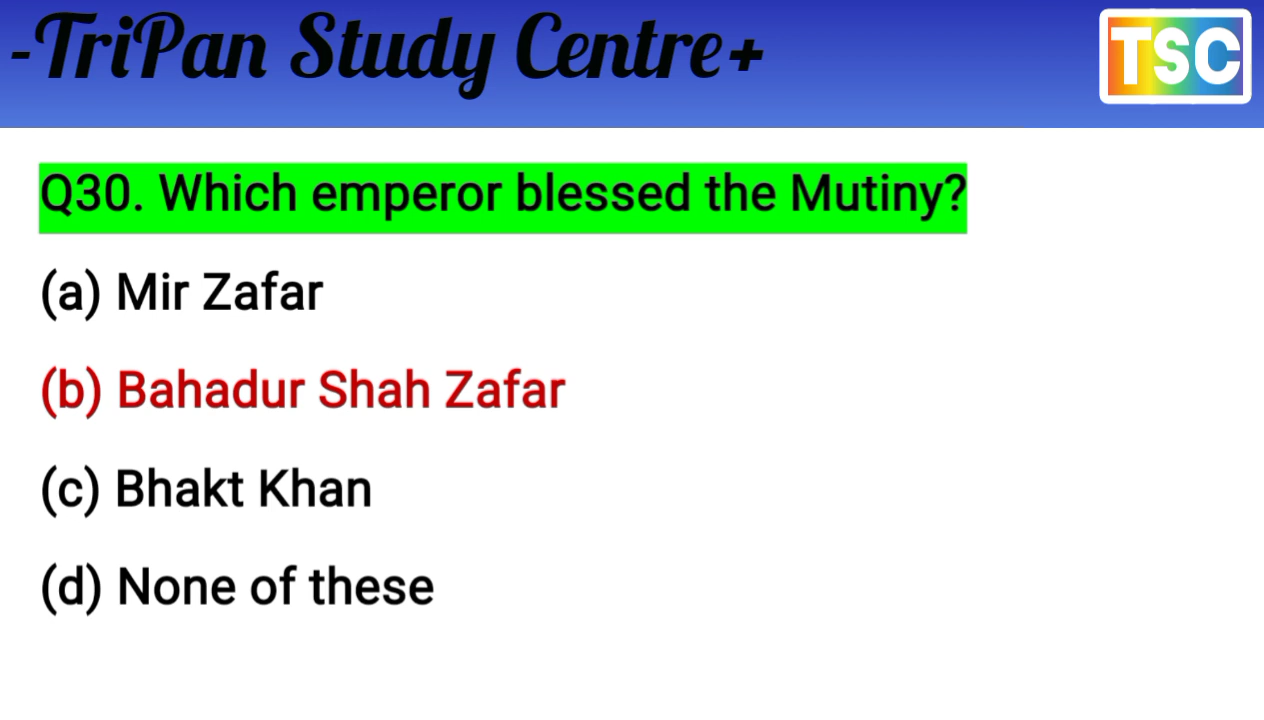 -TriPan Study Centre+
TSC
Q30. Which emperor blessed the Mutiny?
(a) Mir Zafar
(b) Bahadur Shah Zafar
(c) Bhakt Khan
(d) None of these